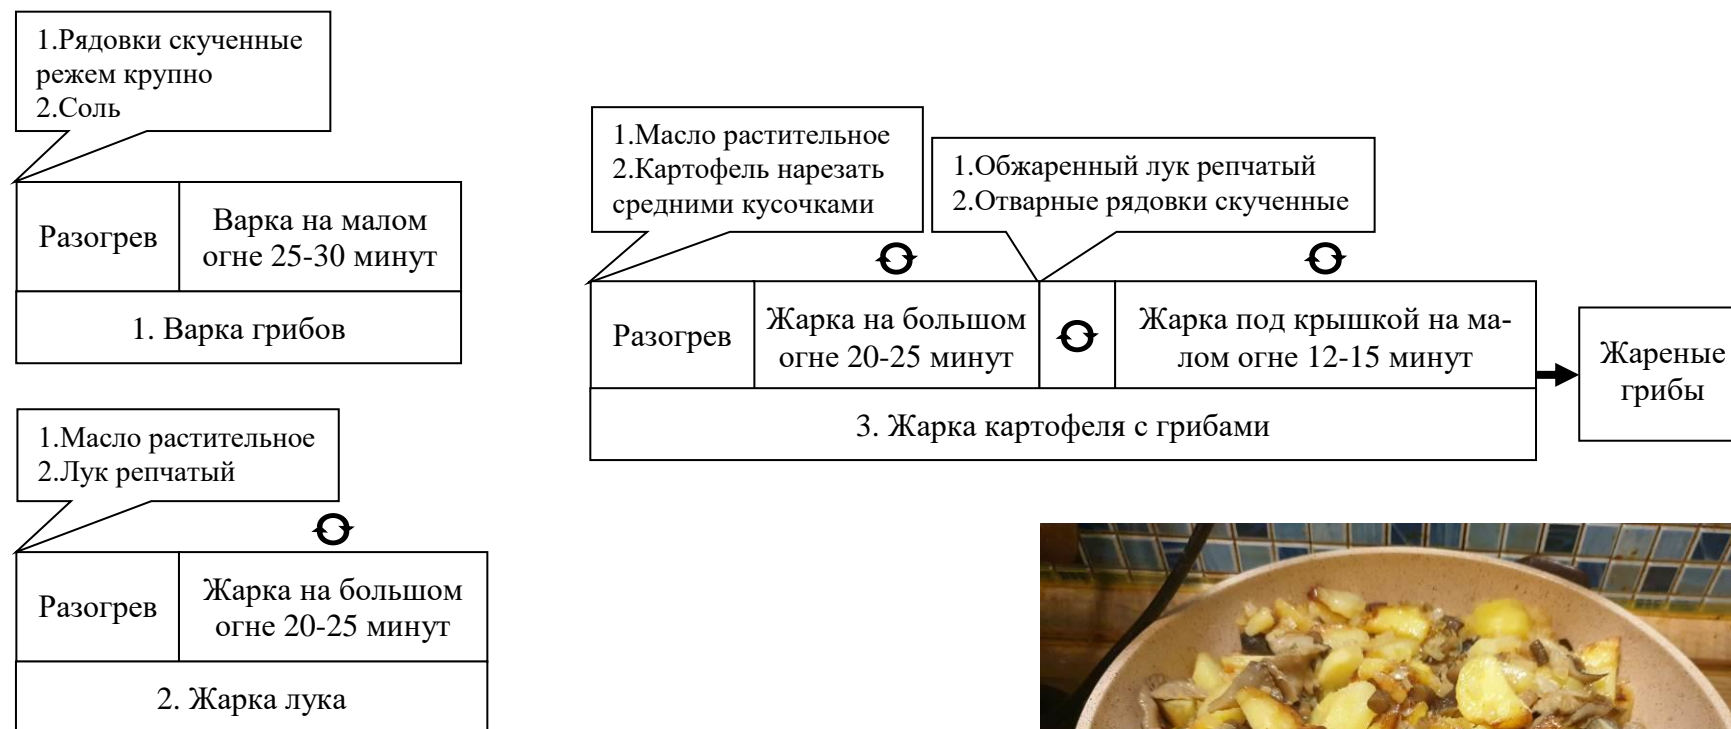 1.Рядовки скученные
режем крупно
2.Соль
Разогрев
Варка на малом
огне 25-30 минут
1. Варка грибов
1.Масло растительное
2.Лук репчатый
Разогрев
Жарка на большом
огне 20-25 минут
2. Жарка лука
1.Масло растительное
2.Картофель нарезать
средними кусочками
1.Обжаренный лук репчатый
2.Отварные рядовки скученные
Разогрев
Жарка на большом
огне 20-25 минут
Жарка под крышкой на ма-
лом огне 12-15 минут
3. Жарка картофеля с грибами
Жареные
грибы